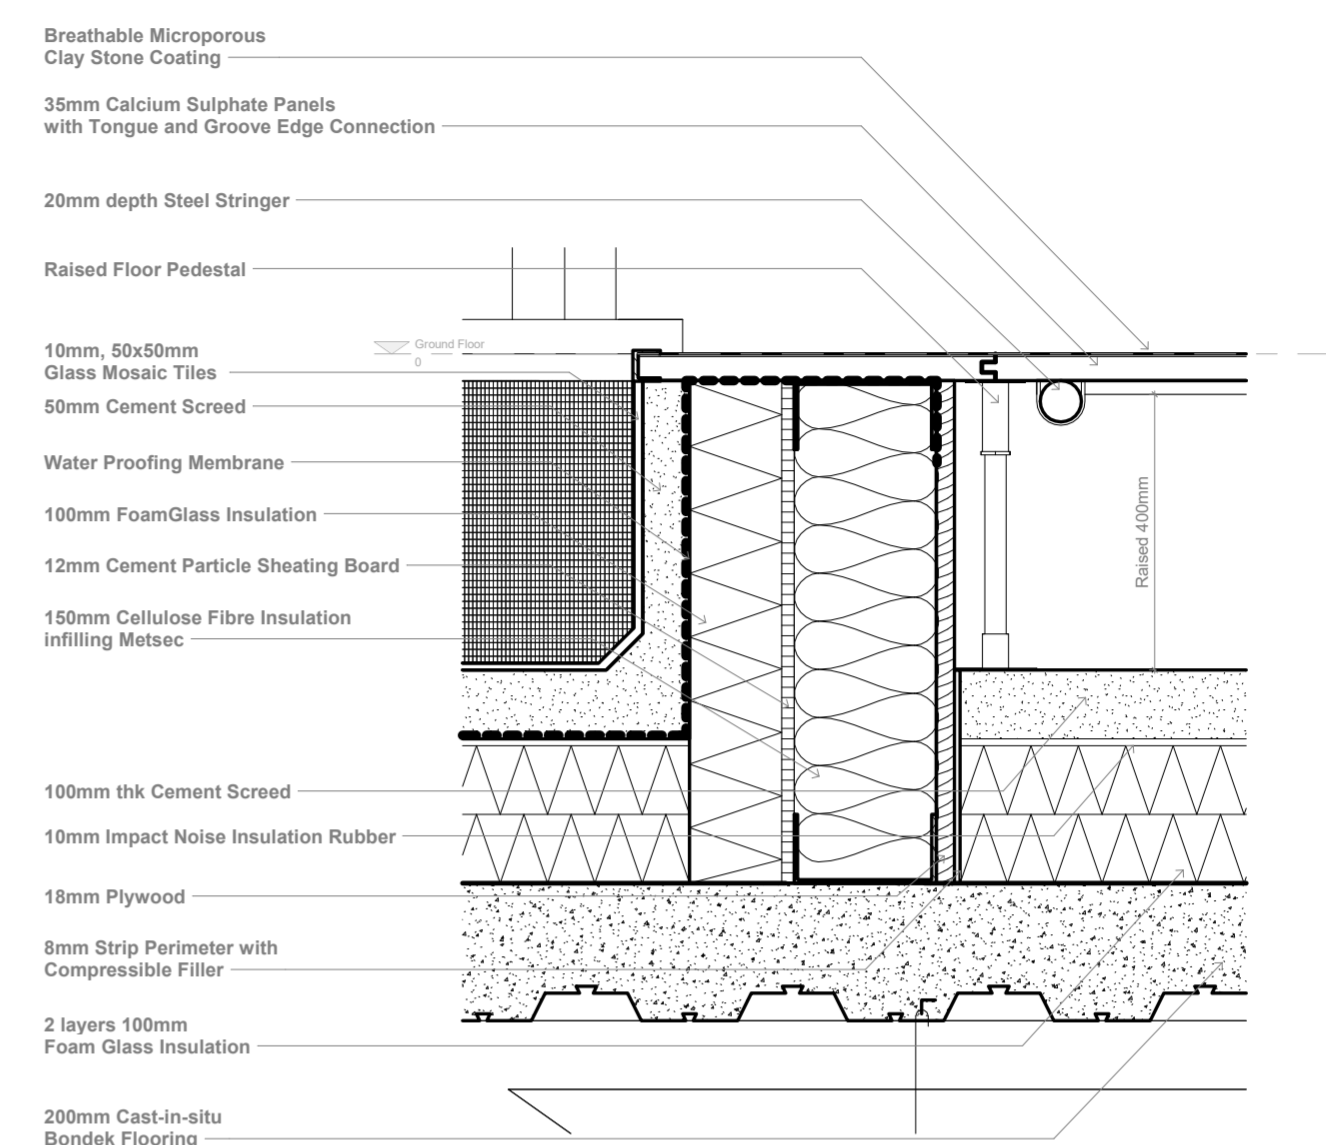 Breathable Microporous
Clay Stone Coating
35mm Calcium Sulphate Panels
with Tongue and Groove Edge Connection
20mm depth Steel Stringer
Raised Floor Pedestal
Ground Floor
0
10mm, 50x50mm
Glass Mosaic Tiles
50mm Cement Screed
Water Proofing Membrane
100mm FoamGlass Insulation
12mm Cement Particle Sheating Board
150mm Cellulose Fibre Insulation
infilling Metsec
Raised 400mm
100mm thk Cement Screed
10mm Impact Noise Insulation Rubber
18mm Plywood
8mm Strip Perimeter with
Compressible Filler
2 layers 100mm
Foam Glass Insulation
200mm Cast-in-situ
Bondek Flooring